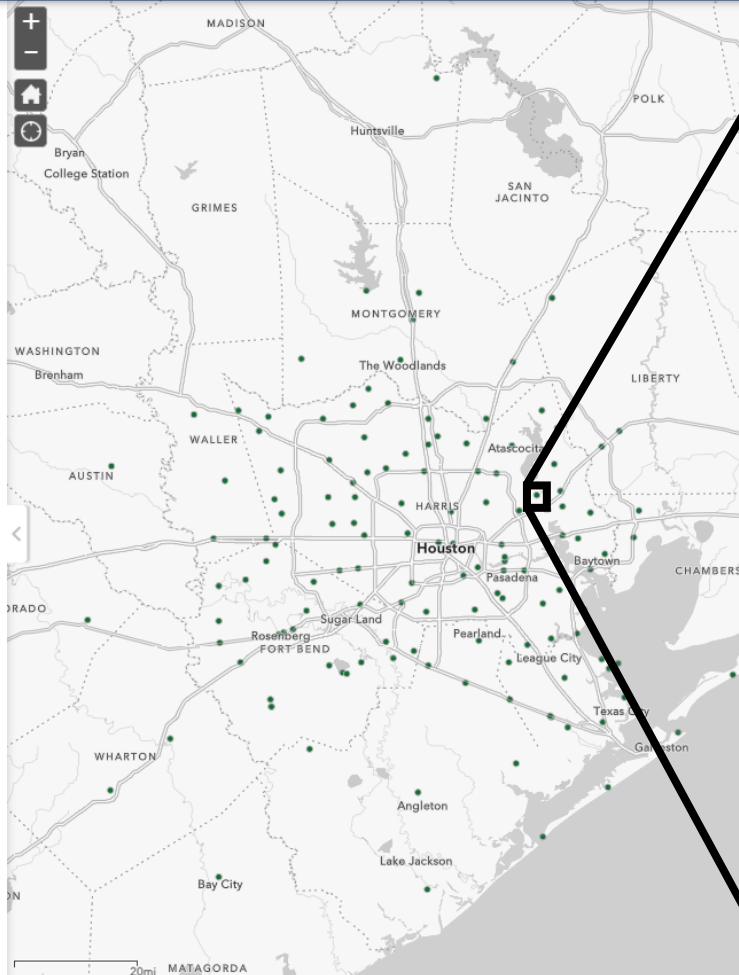 +
MADISON
−
POLK
Huntsville
Bryan
College Station
SAN
JACINTO
GRIMES
MONTGOMERY
WASHINGTON
The Woodlands
Brenham
LIBERTY
WALLER
Atascocita
AUSTIN
HARRIS
Houston
Baytown
CHAMBERS
Pasadena
ORADO
Sugar Land
Rosenberg
Pearland
FORT BEND
League City
Texas City
Galveston
WHARTON
Angleton
Lake Jackson
Bay City
ON
MATAGORDA
20mi